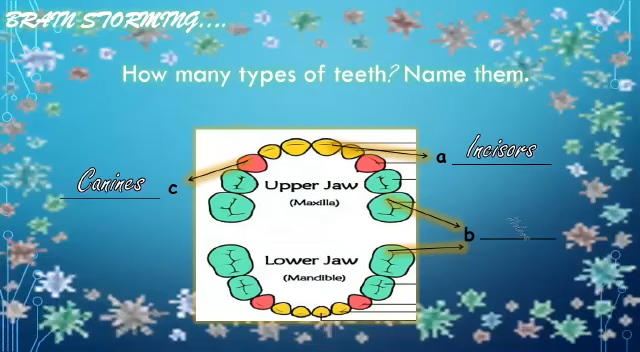 BRAIN STORMING....
How many types of teeth? Name them.
a Incisors
Canines c
Upper Jaw
(Maxilla)
b
Lower Jaw
(Mandible)